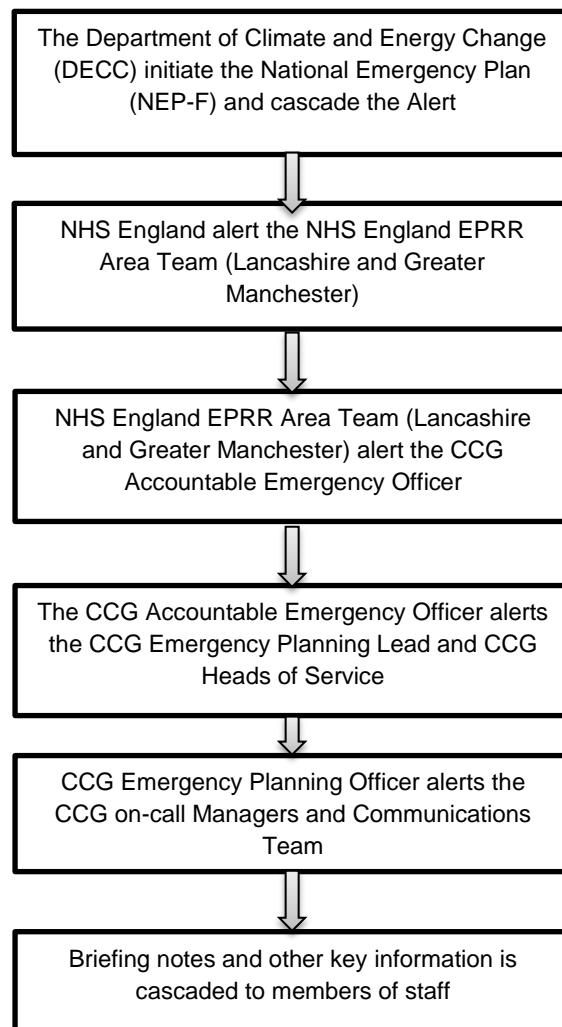 The Department of Climate and Energy Change
(DECC) initiate the National Emergency Plan
(NEP-F) and cascade the Alert
NHS England alert the NHS England EPRR
Area Team (Lancashire and Greater
Manchester)
NHS England EPRR Area Team (Lancashire
and Greater Manchester) alert the CCG
Accountable Emergency Officer
The CCG Accountable Emergency Officer alerts
the CCG Emergency Planning Lead and CCG
Heads of Service
CCG Emergency Planning Officer alerts the
CCG on-call Managers and Communications
Team
Briefing notes and other key information is
cascaded to members of staff